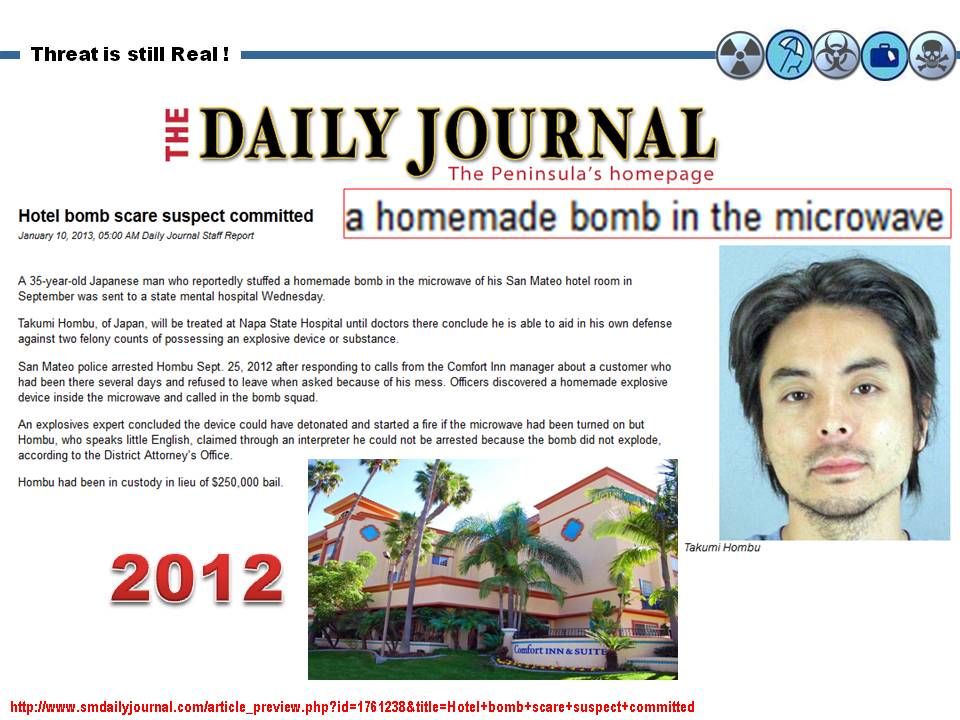 Threat is still Real !
THE DAILY JOURNAL
The Peninsula's homepage
Hotel bomb scare suspect committed
January 10, 2013, 05:00 AM Daily Journal Staff Report
a homemade bomb in the microwave
A 35-year-old Japanese man who reportedly stuffed a homemade bomb in the microwave of his San Mateo hotel room in
September was sent to a state mental hospital Wednesday.
Takumi Hombu, of Japan, will be treated at Napa State Hospital until doctors there conclude he is able to aid in his own defense
against two felony counts of possessing an explosive device or substance.
San Mateo police arrested Hombu Sept. 25, 2012 after responding to calls from the Comfort Inn manager about a customer who
had been there several days and refused to leave when asked because of his mess. Officers discovered a homemade explosive
device inside the microwave and called in the bomb squad.
An explosives expert concluded the device could have detonated and started a fire if the microwave had been turned on but
Hombu, who speaks little English, claimed through an interpreter he could not be arrested because the bomb did not explode,
according to the District Attorney's Office.
Hombu had been in custody in lieu of $250,000 bail.
Takumi Hombu
2012
Comfort INN & SUITES
http://www.smdailyjournal.com/article_preview.php?id=1761238&title=Hotel+bomb+scare+suspect+committed